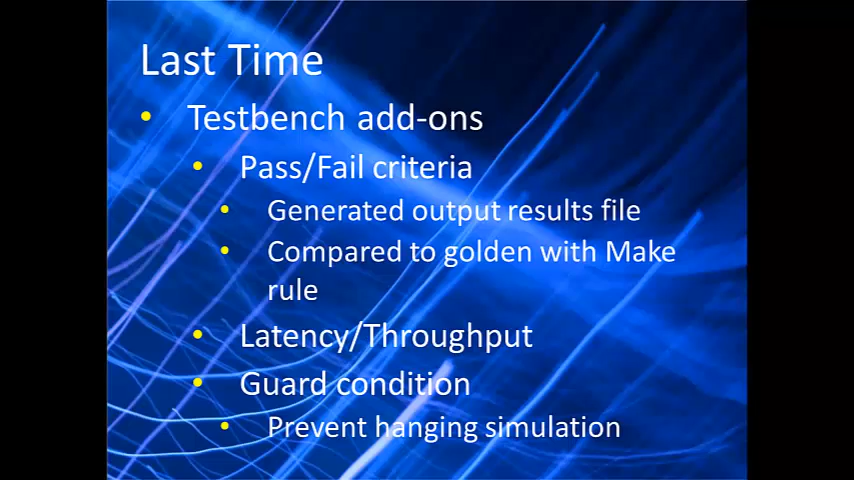 Last Time
• Testbench add-ons
• Pass/Fail criteria
• Generated output results file
• Compared to golden with Make
rule
• Latency/Throughput
• Guard condition
• Prevent hanging simulation